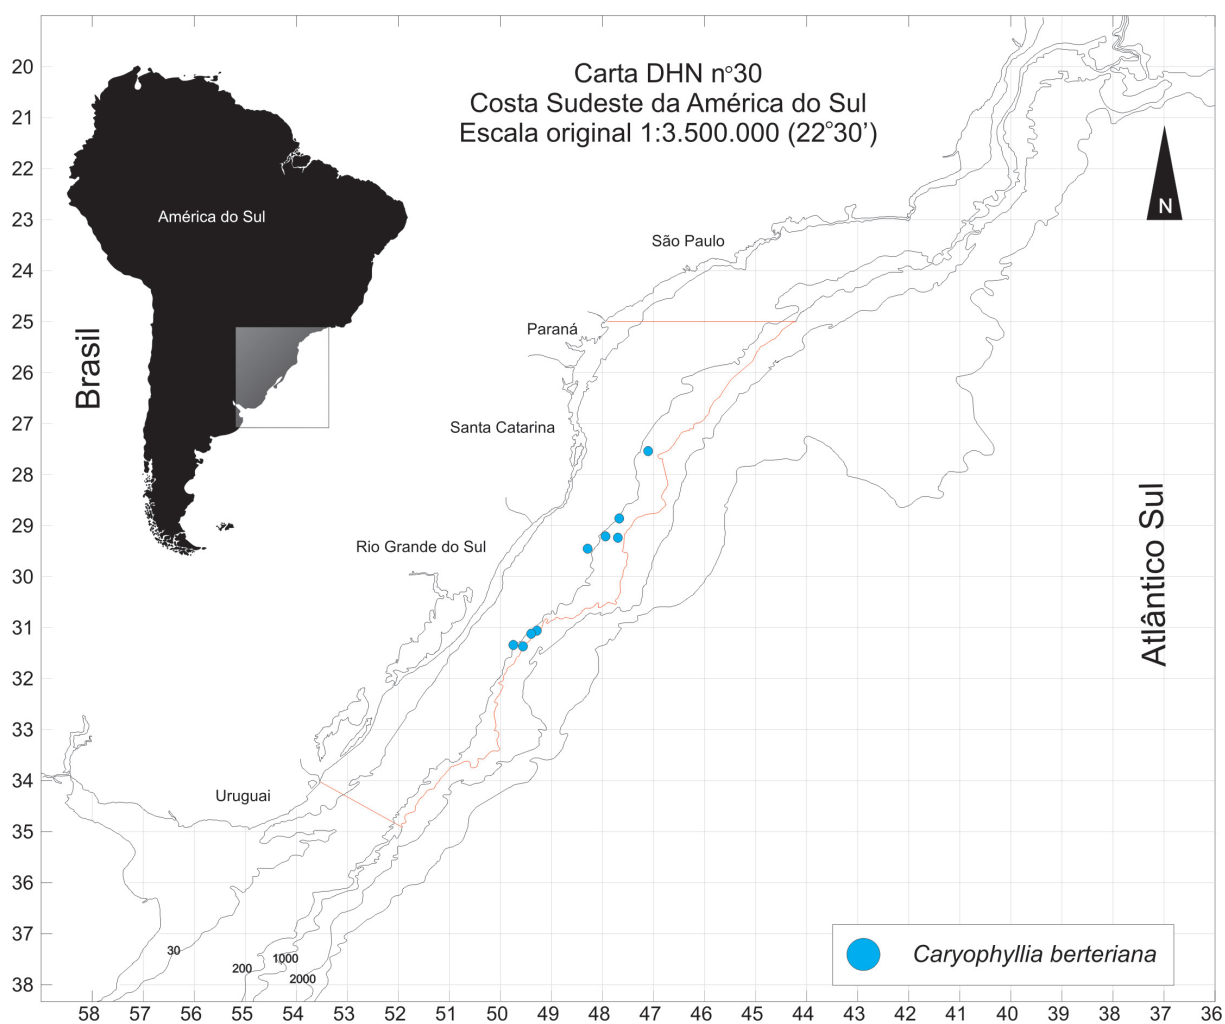 Carta DHN nº30
Costa Sudeste da América do Sul
Escala original 1:3.500.000 (22°30’)
América do Sul
Brasil
N
São Paulo
Paraná
Santa Catarina
Rio Grande do Sul
Uruguai
Atlântico Sul
30
200
1000
2000
Caryophyllia berteriana
20
21
22
23
24
25
26
27
28
29
30
31
32
33
34
35
36
37
38
58 57 56 55 54 53 52 51 50 49 48 47 46 45 44 43 42 41 40 39 38 37 36